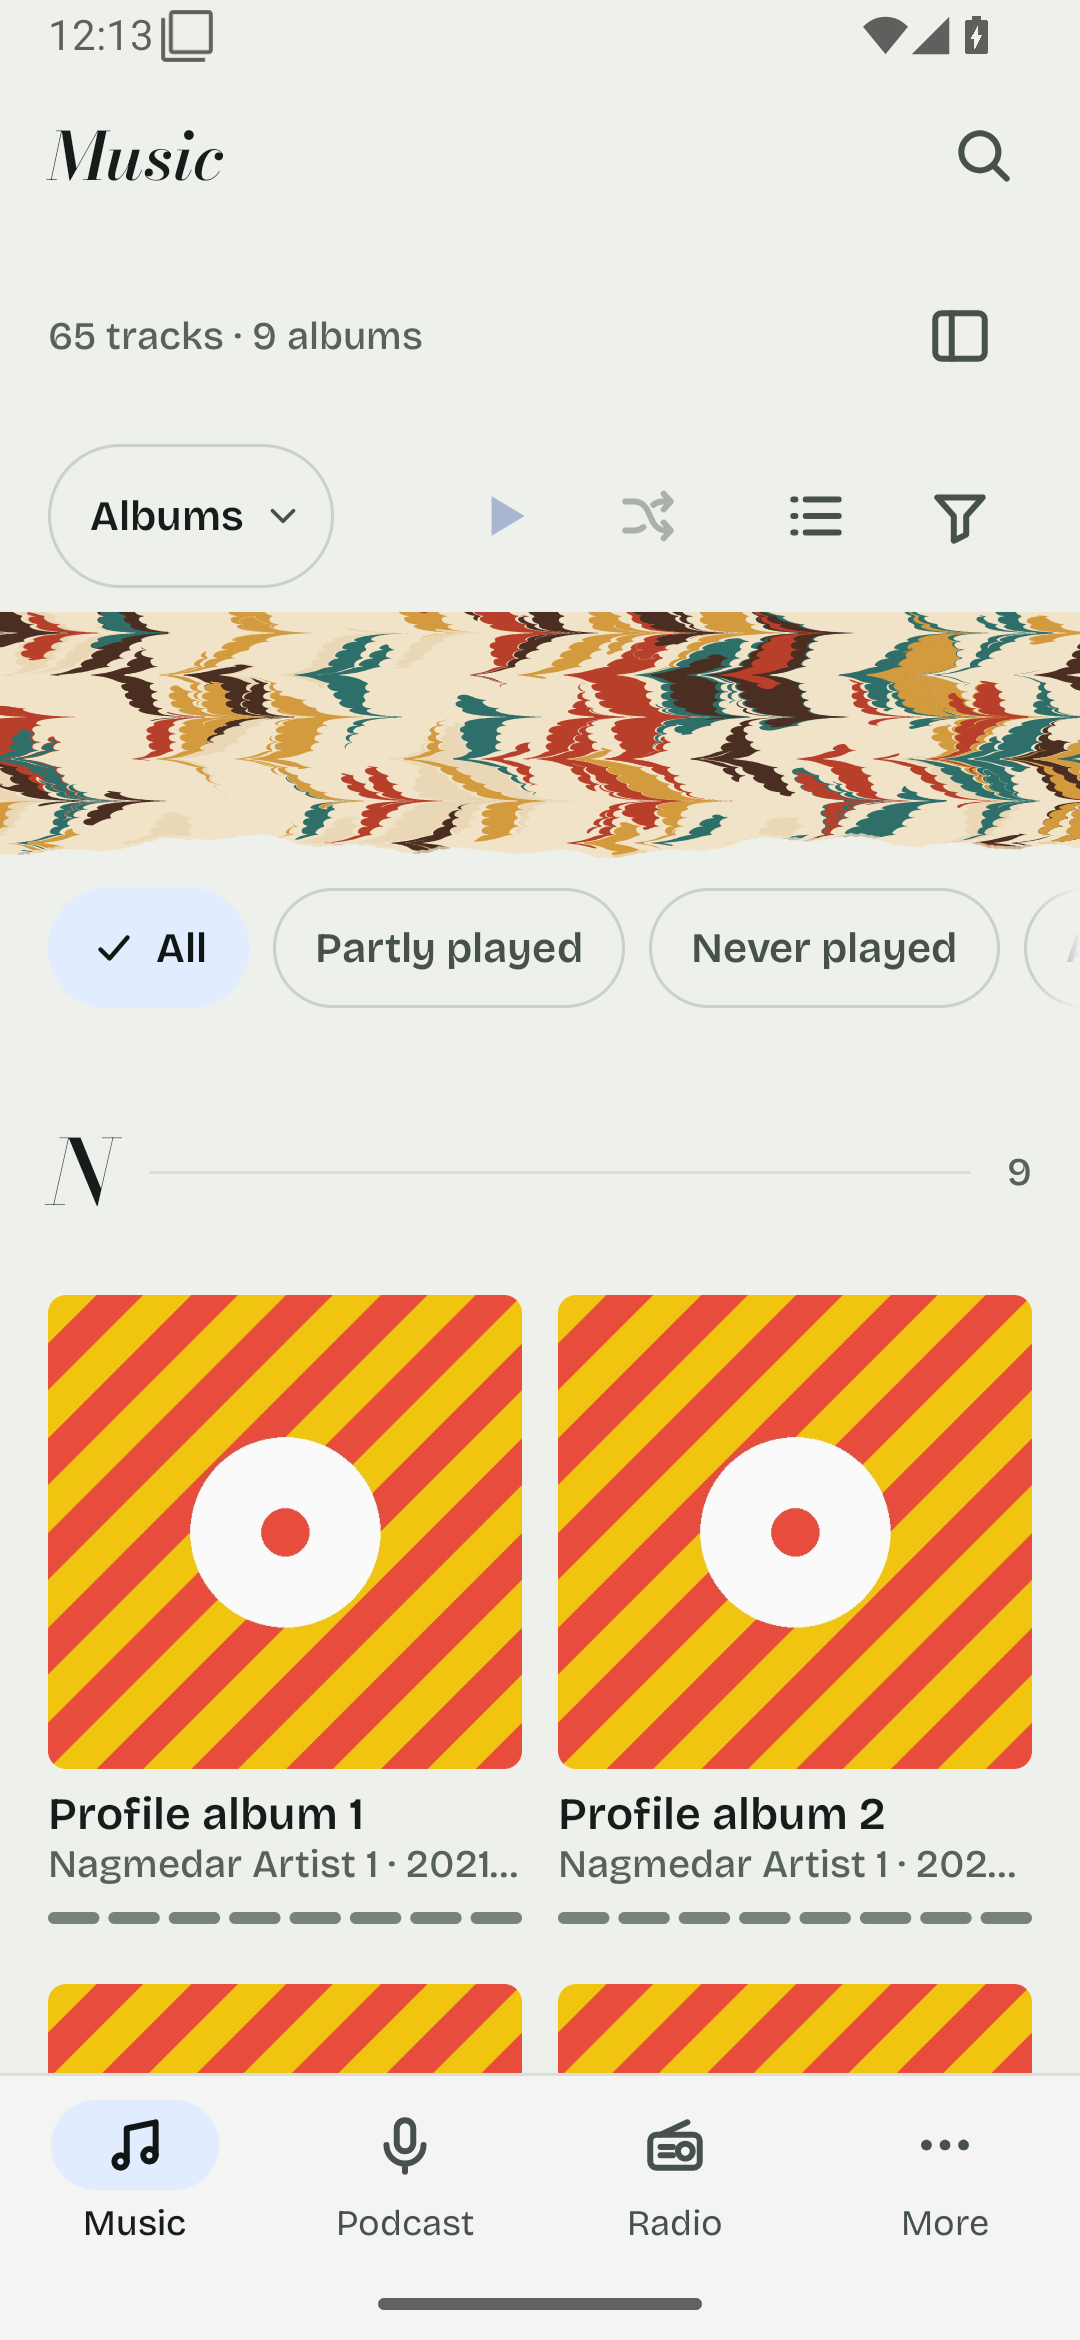 12:13
Music
65 tracks · 9 albums
Albums
All
Partly played
Never played
N
9
Profile album 1
Nagmedar Artist 1 · 2021...
Profile album 2
Nagmedar Artist 1 · 202...
Music
Podcast
Radio
More